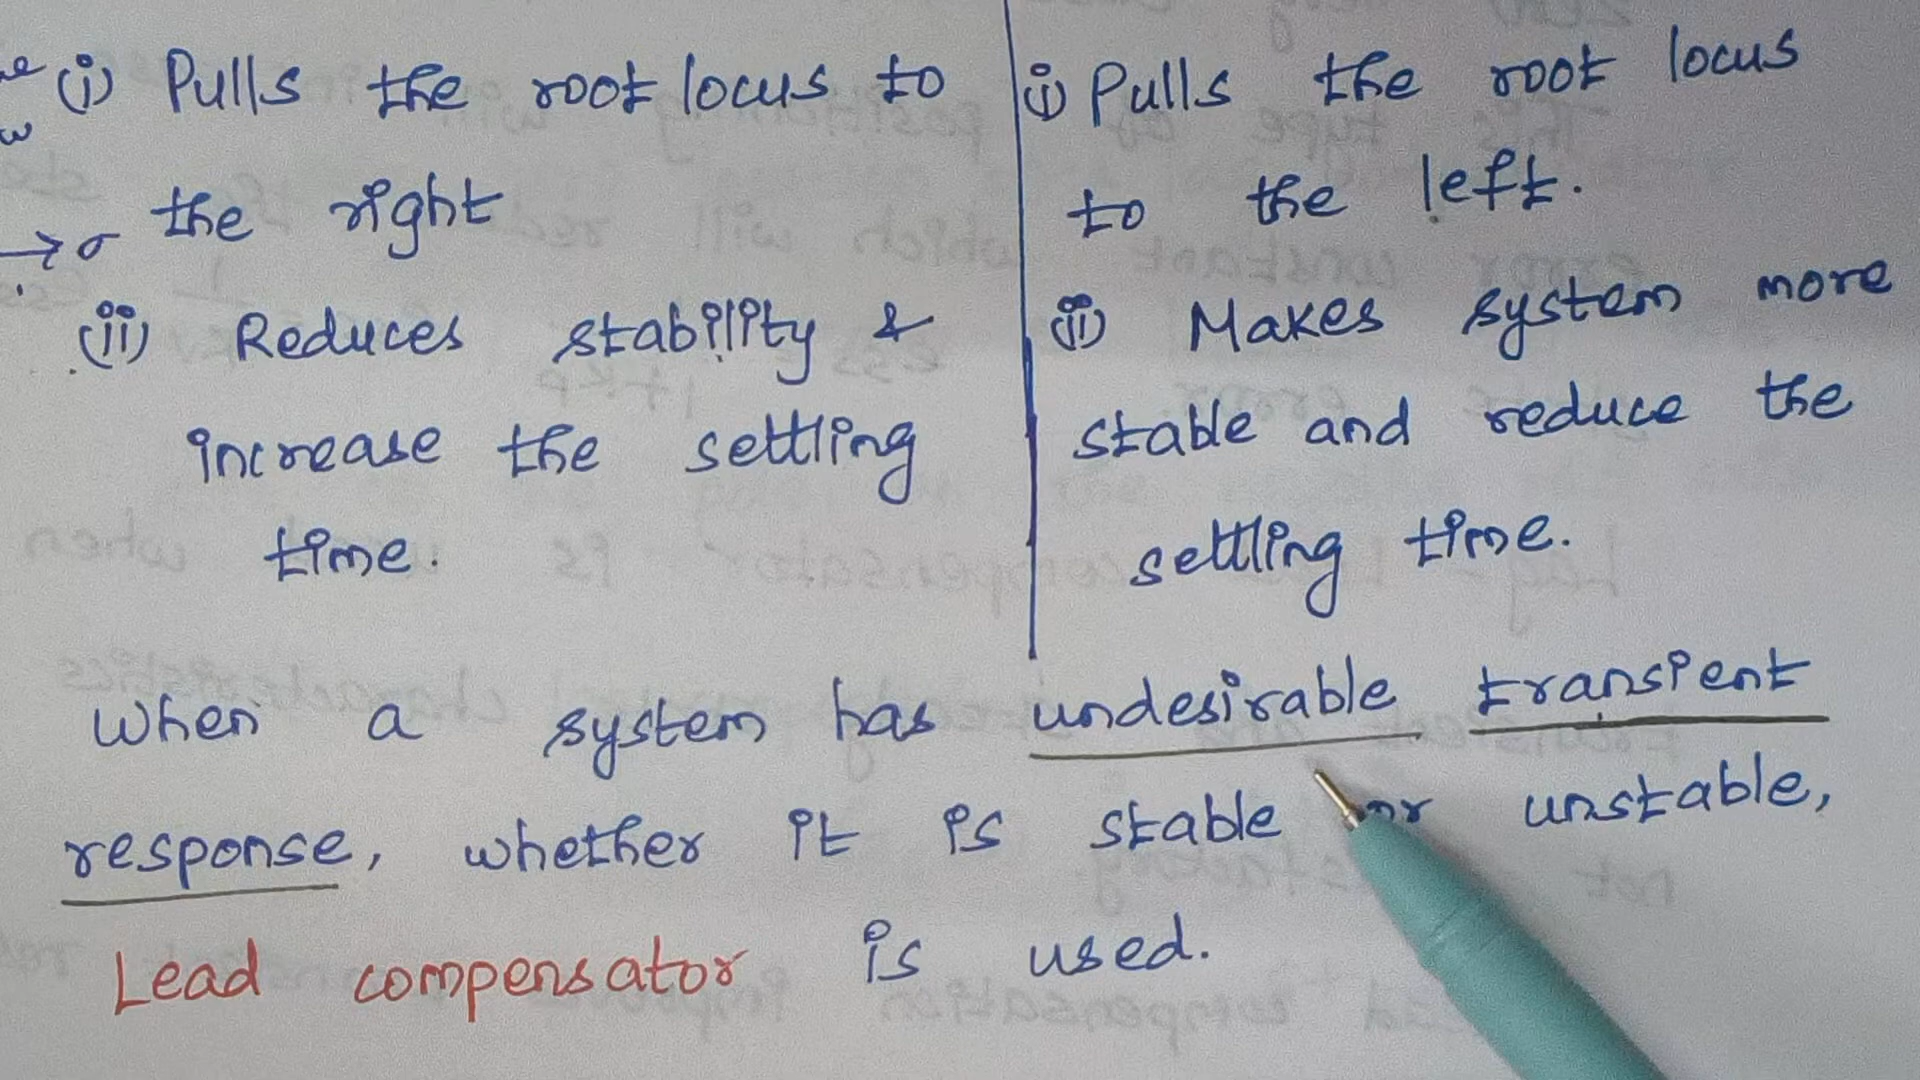 (i) Pulls the root locus to
the right
→ σ
(ii) Reduces stability &
increase the settling
time.
(i) Pulls the root locus
to the left.
(ii) Makes system more
stable and reduce the
settling time.
When a system has undesirable transient
response, whether it is stable or unstable,
Lead compensator is used.